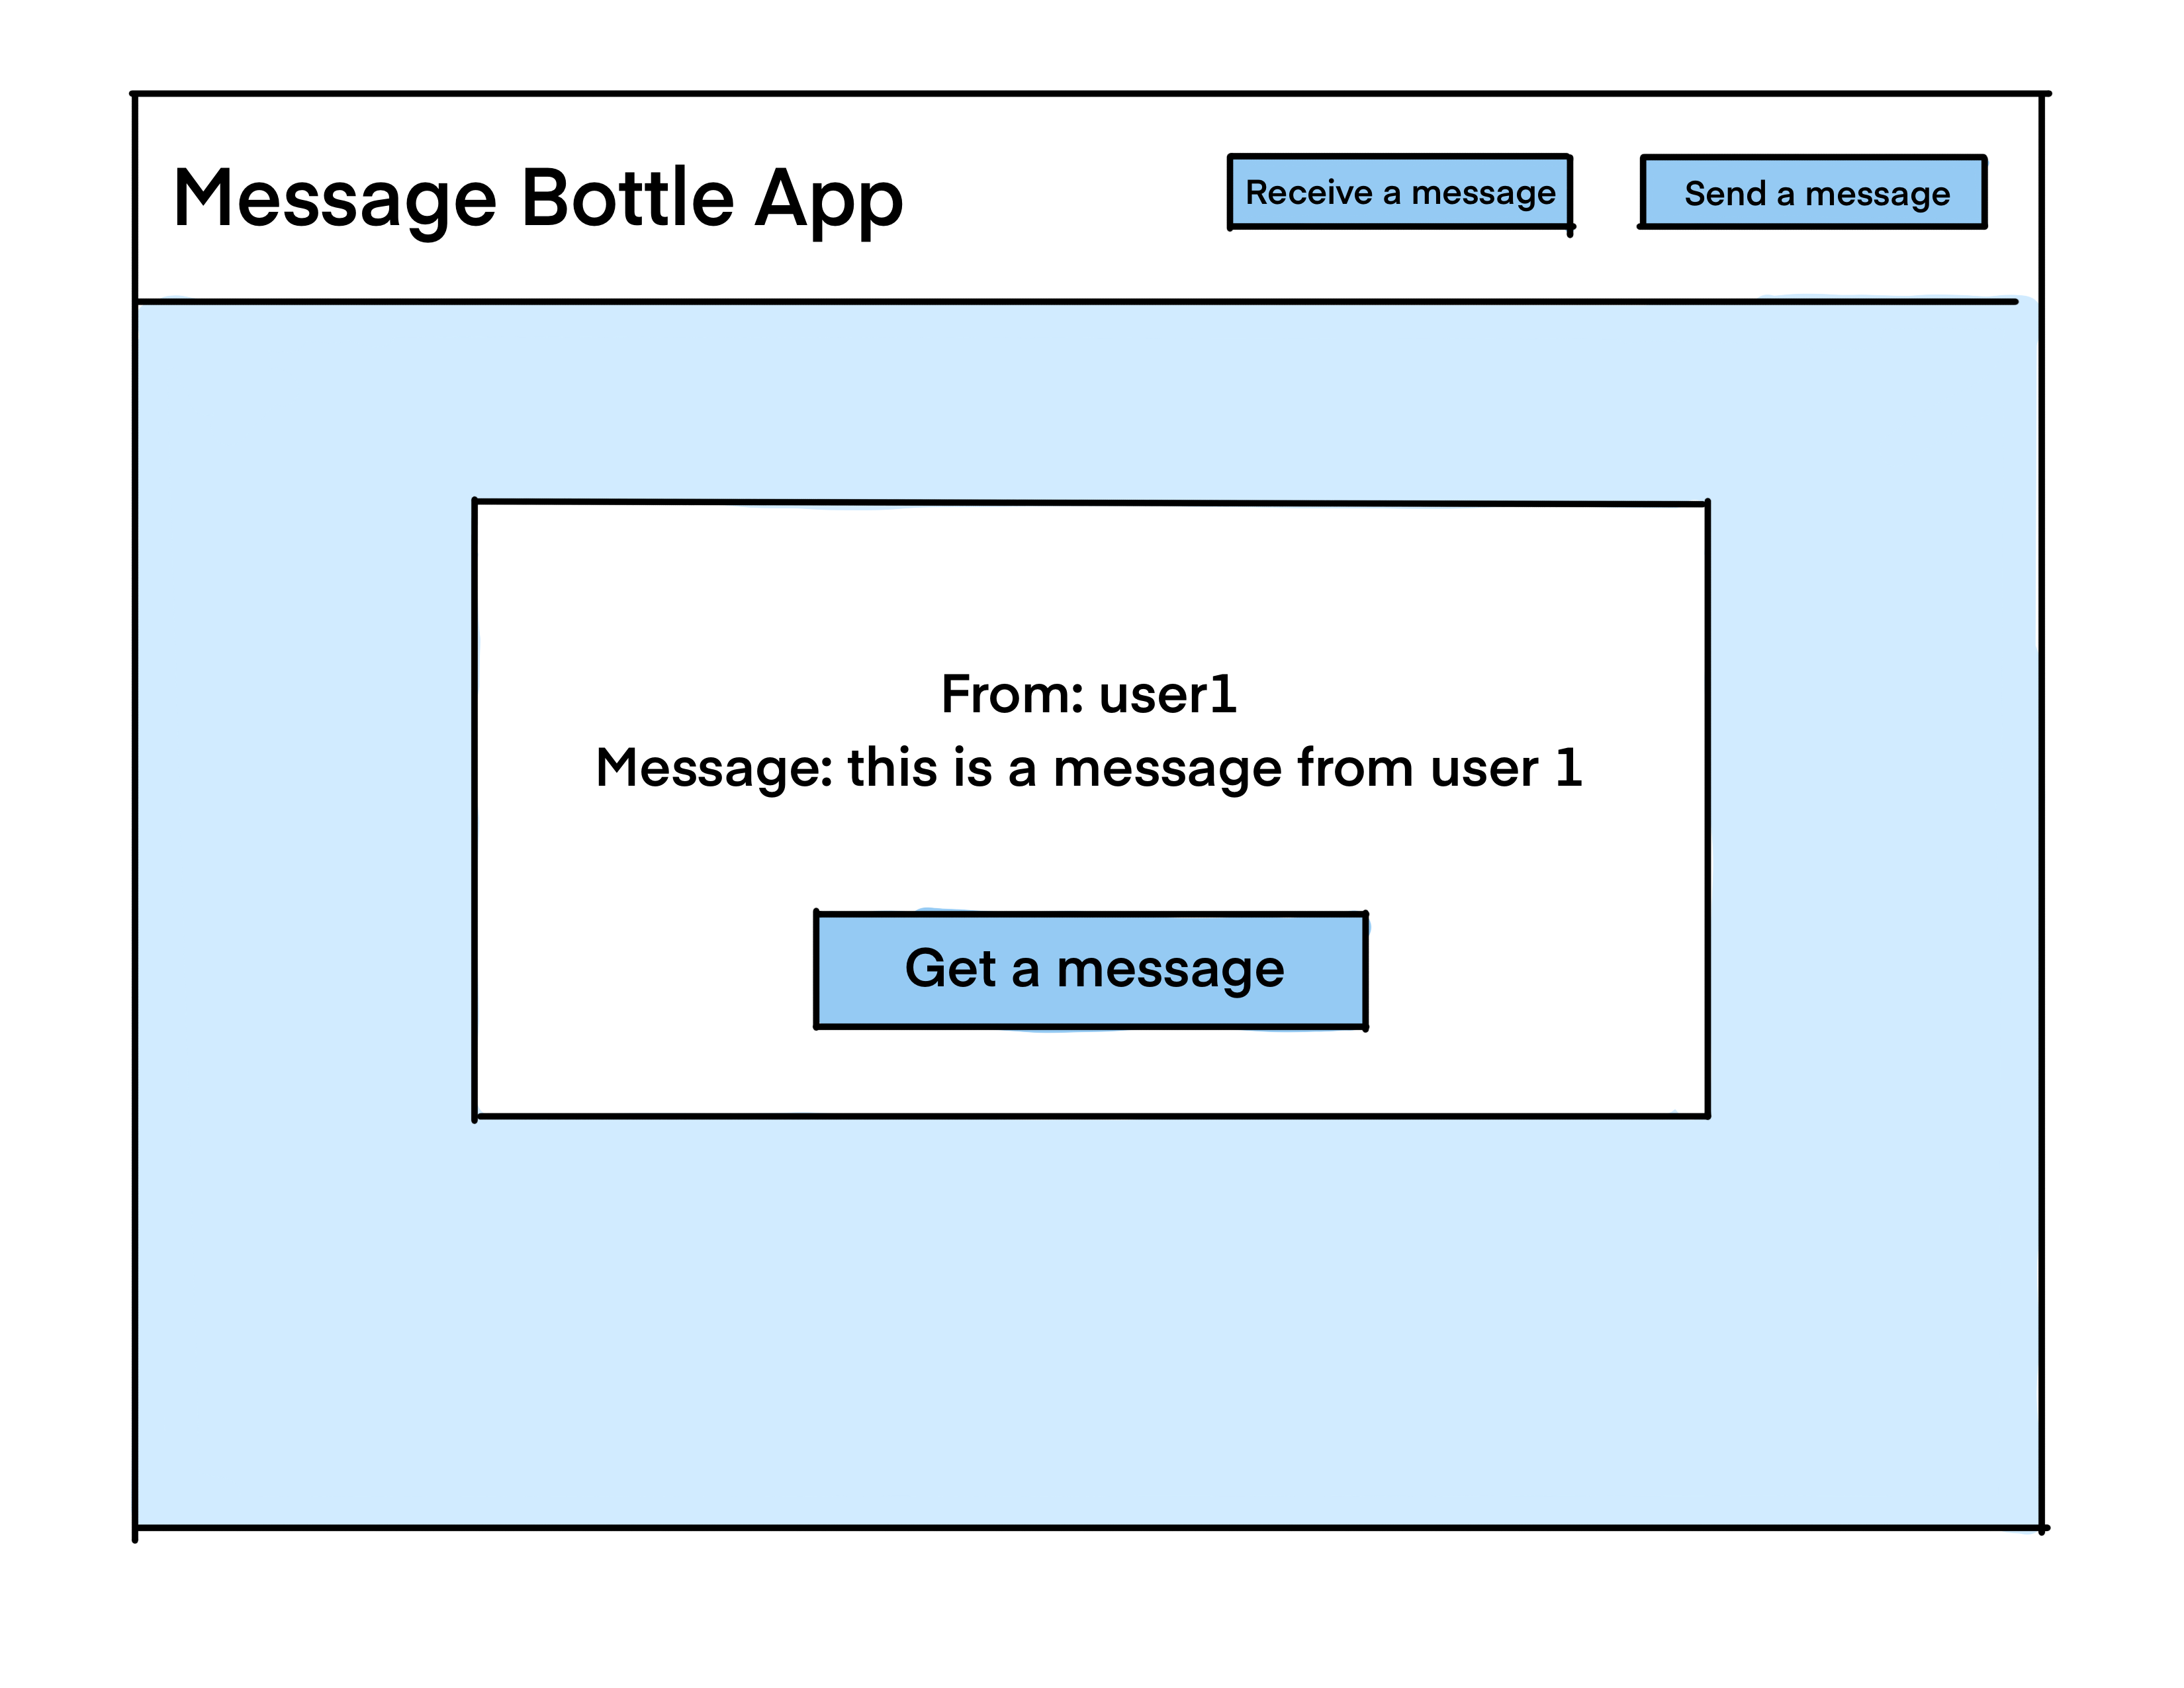 Message Bottle App
Receive a message
Send a message
From: user1
Message: this is a message from user 1
Get a message